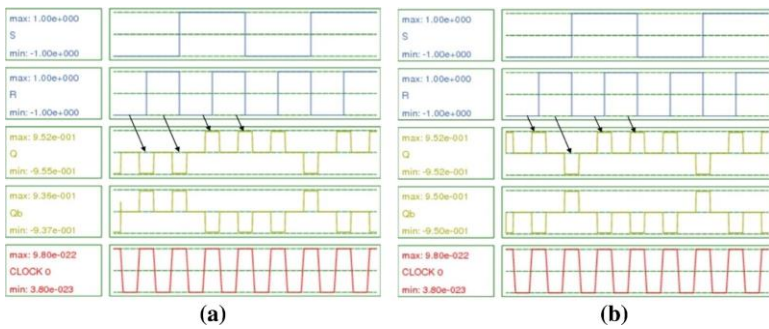 max: 1.00e+000
S
min: -1.00e+000
max: 1.00e+000
R
min: -1.00e+000
max: 9.52e-001
Q
min: -9.55e-001
max: 9.36e-001
Qb
min: -9.37e-001
max: 9.80e-022
CLOCK 0
min: 3.80e-023
(a)
max: 1.00e+000
S
min: -1.00e+000
max: 1.00e+000
R
min: -1.00e+000
max: 9.52e-001
Q
min: -9.52e-001
max: 9.50e-001
Qb
min: -9.50e-001
max: 9.80e-022
CLOCK 0
min: 3.80e-023
(b)